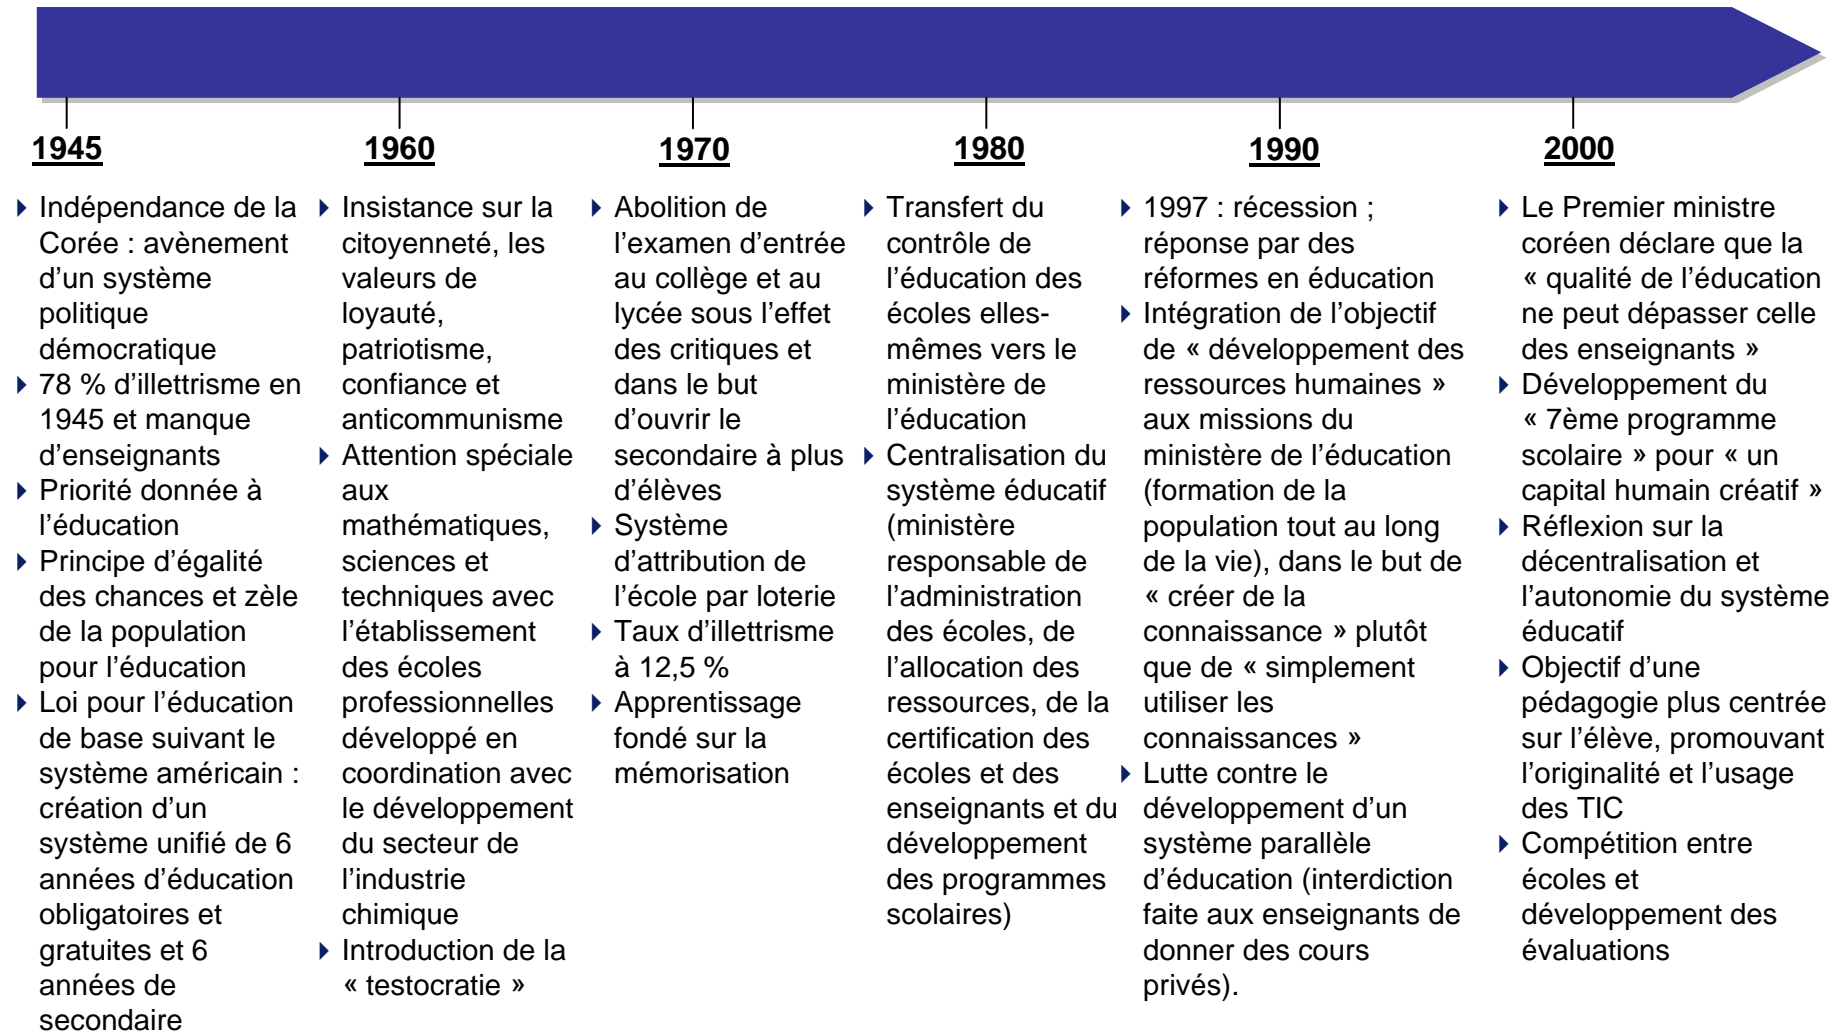 1945
1960
1970
1980
1990
2000
Indépendance de la
Corée : avènement
d’un système
politique
démocratique
78 % d’illettrisme en
1945 et manque
d’enseignants
Priorité donnée à
l’éducation
Principe d’égalité
des chances et zèle
de la population
pour l’éducation
Loi pour l’éducation
de base suivant le
système américain :
création d’un
système unifié de 6
années d’éducation
obligatoires et
gratuites et 6
années de
secondaire
Insistance sur la
citoyenneté, les
valeurs de
loyauté,
patriotisme,
confiance et
anticommunisme
Attention spéciale
aux
mathématiques,
sciences et
techniques avec
l’établissement
des écoles
professionnelles
développé en
coordination avec
le développement
du secteur de
l’industrie
chimique
Introduction de la
« testocratie »
Abolition de
l’examen d’entrée
au collège et au
lycée sous l’effet
des critiques et
dans le but
d’ouvrir le
secondaire à plus
d’élèves
Système
d’attribution de
l’école par loterie
Taux d’illettrisme
à 12,5 %
Apprentissage
fondé sur la
mémorisation
Transfert du
contrôle de
l’éducation des
écoles elles-
mêmes vers le
ministère de
l’éducation
Centralisation du
système éducatif
(ministère
responsable de
l’administration
des écoles, de
l’allocation des
ressources, de la
certification des
écoles et des
enseignants et du
développement
des programmes
scolaires)
1997 : récession ;
réponse par des
réformes en éducation
Intégration de l’objectif
de « développement des
ressources humaines »
aux missions du
ministère de l’éducation
(formation de la
population tout au long
de la vie), dans le but de
« créer de la
connaissance » plutôt
que de « simplement
utiliser les
connaissances »
Lutte contre le
développement d’un
système parallèle
d’éducation (interdiction
faite aux enseignants de
donner des cours
privés).
Le Premier ministre
coréen déclare que la
« qualité de l’éducation
ne peut dépasser celle
des enseignants »
Développement du
« 7ème programme
scolaire » pour « un
capital humain créatif »
Réflexion sur la
décentralisation et
l’autonomie du système
éducatif
Objectif d’une
pédagogie plus centrée
sur l’élève, promouvant
l’originalité et l’usage
des TIC
Compétition entre
écoles et
développement des
évaluations